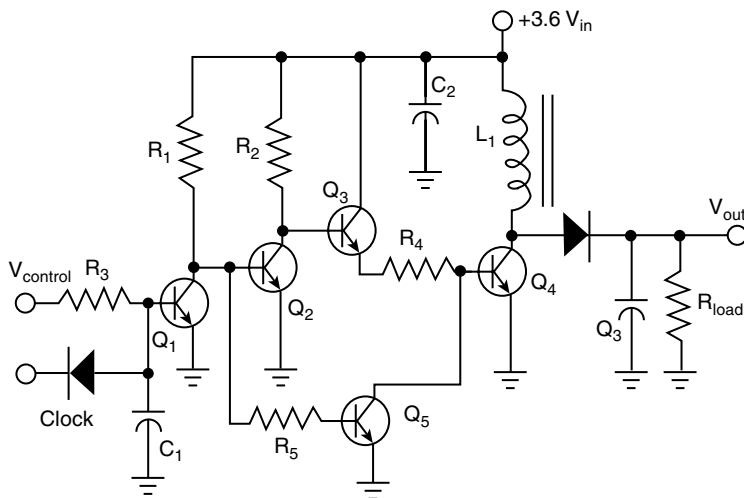 +3.6 V_in
C_2
R_1
R_2
L_1
Q_3
V_out
R_4
V_control
R_3
Q_1
Q_2
Q_4
Q_3
R_load
Clock
C_1
R_5
Q_5